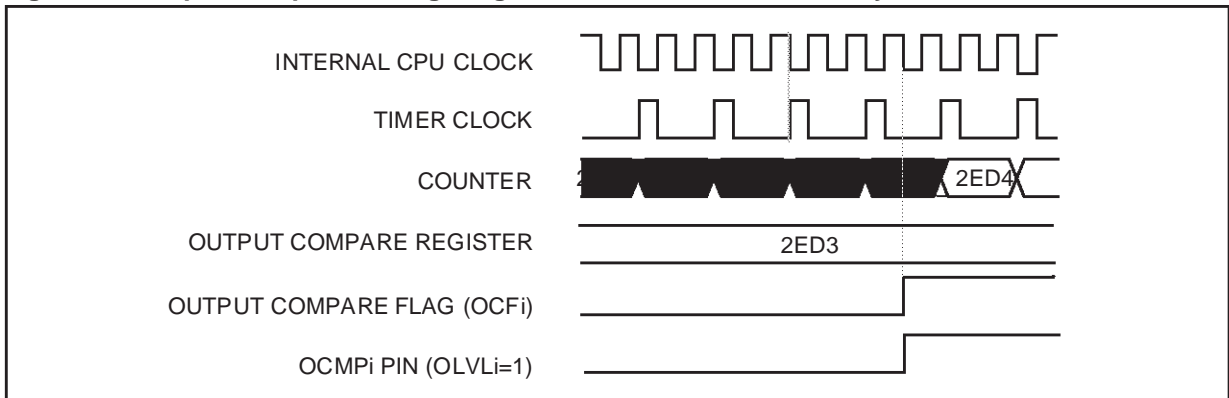 INTERNAL CPU CLOCK
TIMER CLOCK
COUNTER
2ED4
OUTPUT COMPARE REGISTER
2ED3
OUTPUT COMPARE FLAG (OCFi)
OCMPi PIN (OLVLi=1)